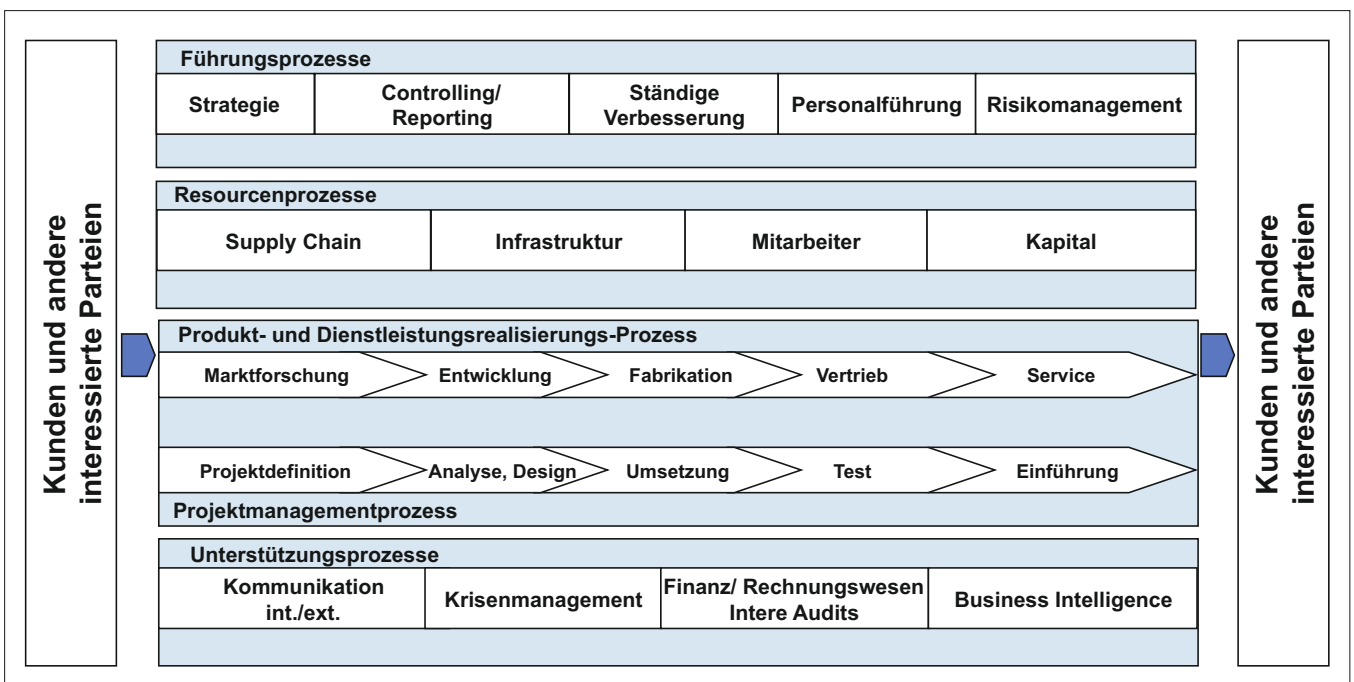 Kunden und andere
interessierte Parteien
Führungsprozesse
Strategie
Controlling/
Reporting
Ständige
Verbesserung
Personalführung
Risikomanagement
Resourcenprozesse
Supply Chain
Infrastruktur
Mitarbeiter
Kapital
Produkt- und Dienstleistungsrealisierungs-Prozess
Marktforschung
Entwicklung
Fabrikation
Vertrieb
Service
Projektdefinition
Analyse, Design
Umsetzung
Test
Einführung
Projektmanagementprozess
Unterstützungsprozesse
Kommunikation
int./ext.
Krisenmanagement
Finanz/ Rechnungswesen
Intere Audits
Business Intelligence
Kunden und andere
interessierte Parteien